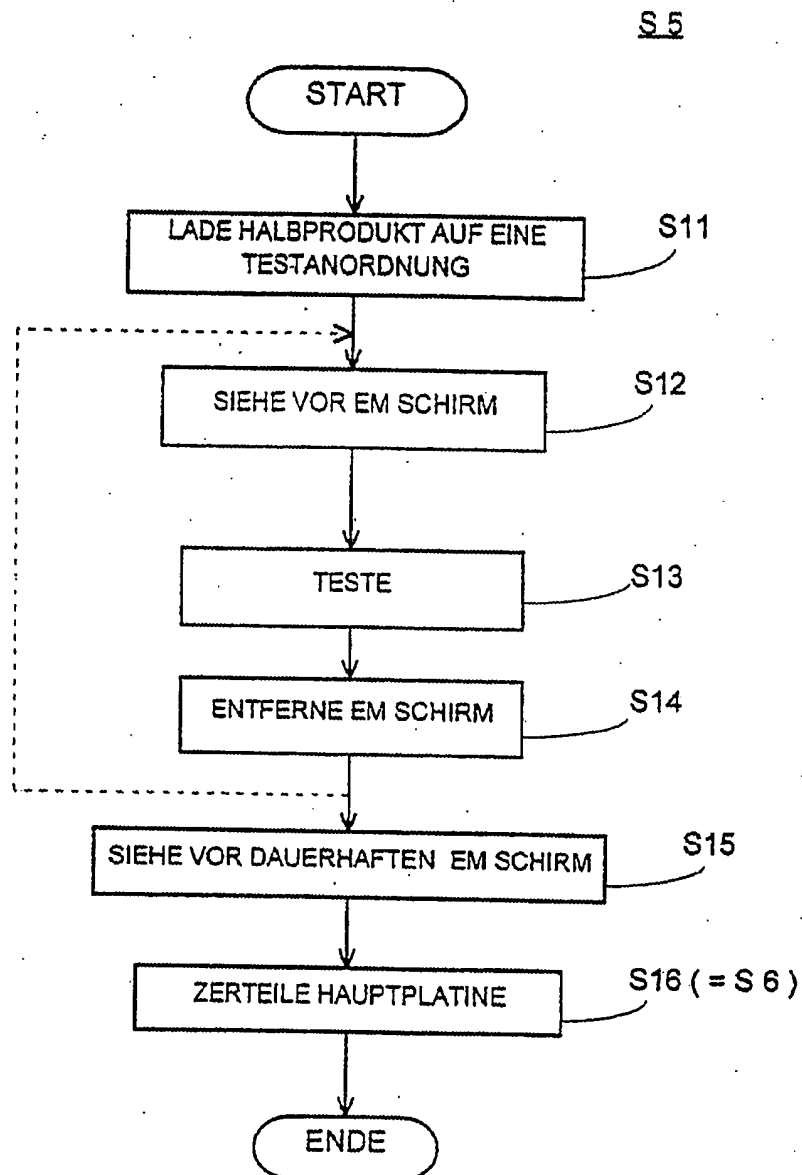 S 5
START
LADE HALBPRODUKT AUF EINE
TESTANORDNUNG
S11
SIEHE VOR EM SCHIRM
S12
TESTE
S13
ENTFERNE EM SCHIRM
S14
SIEHE VOR DAUERHAFTEN EM SCHIRM
S15
ZERTEILE HAUPTPLATINE
S16 ( = S 6 )
ENDE